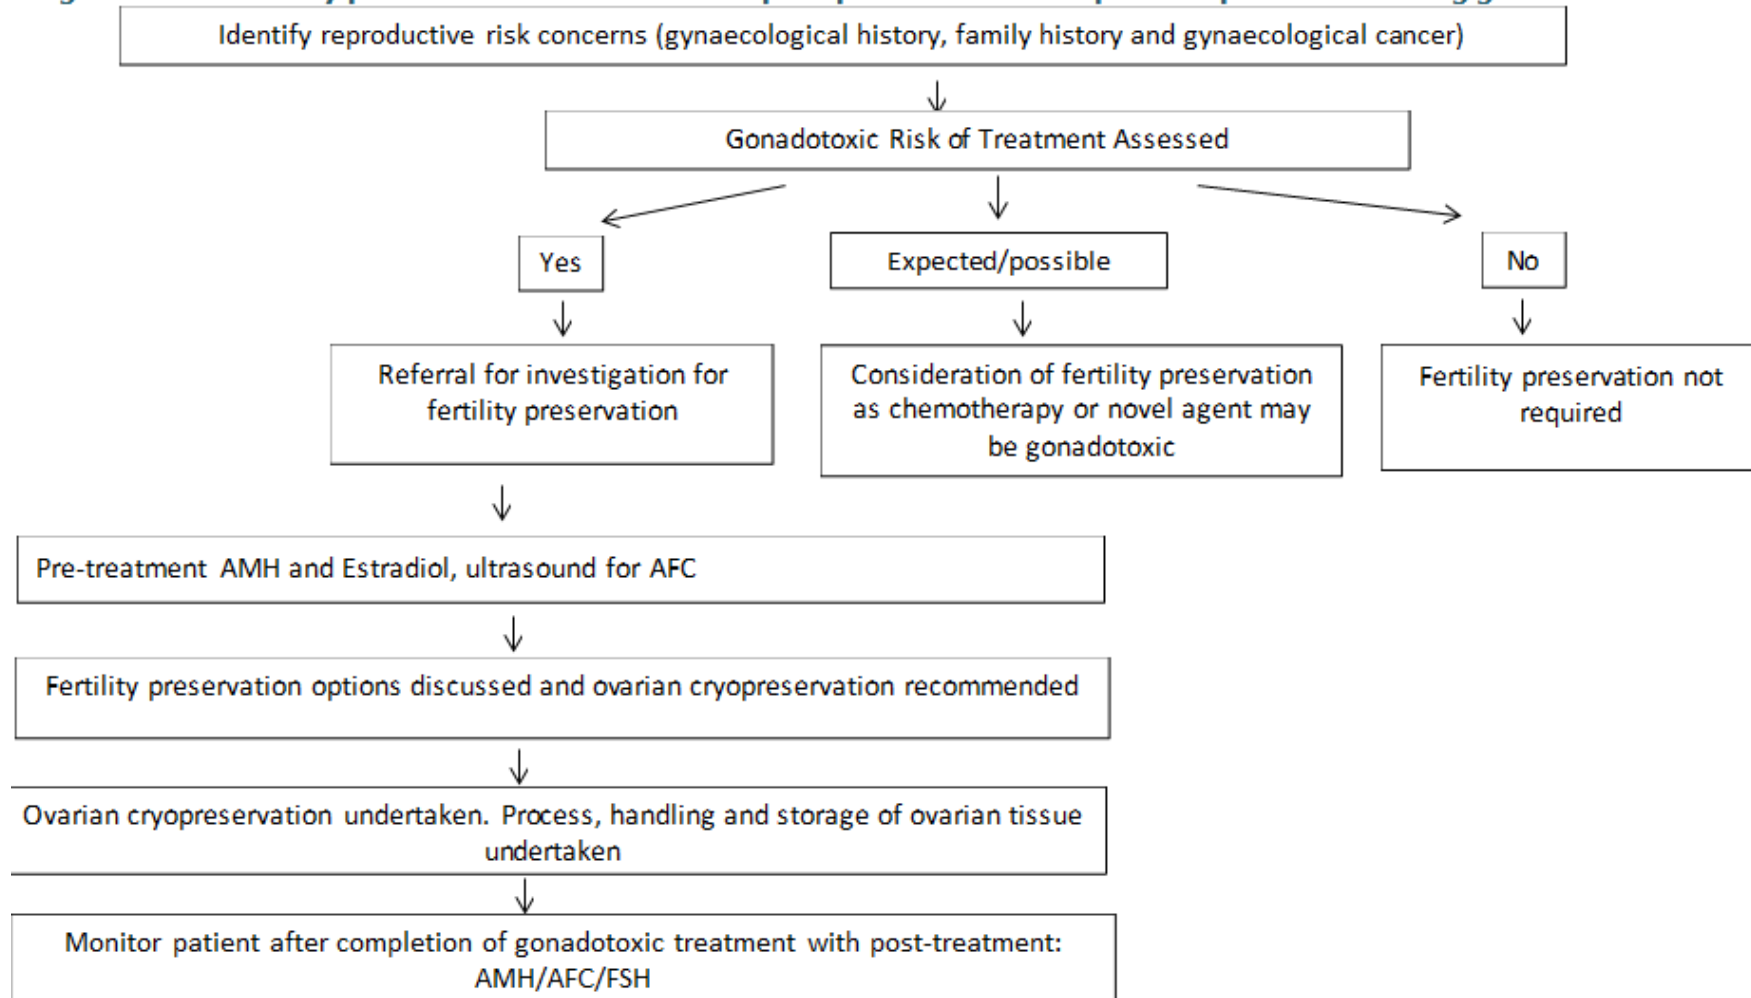 Identify reproductive risk concerns (gynaecological history, family history and gynaecological cancer)
Gonadotoxic Risk of Treatment Assessed
Yes
Expected/possible
No
Referral for investigation for
fertility preservation
Consideration of fertility preservation
as chemotherapy or novel agent may
be gonadotoxic
Fertility preservation not
required
Pre-treatment AMH and Estradiol, ultrasound for AFC
Fertility preservation options discussed and ovarian cryopreservation recommended
Ovarian cryopreservation undertaken. Process, handling and storage of ovarian tissue
undertaken
Monitor patient after completion of gonadotoxic treatment with post-treatment:
AMH/AFC/FSH